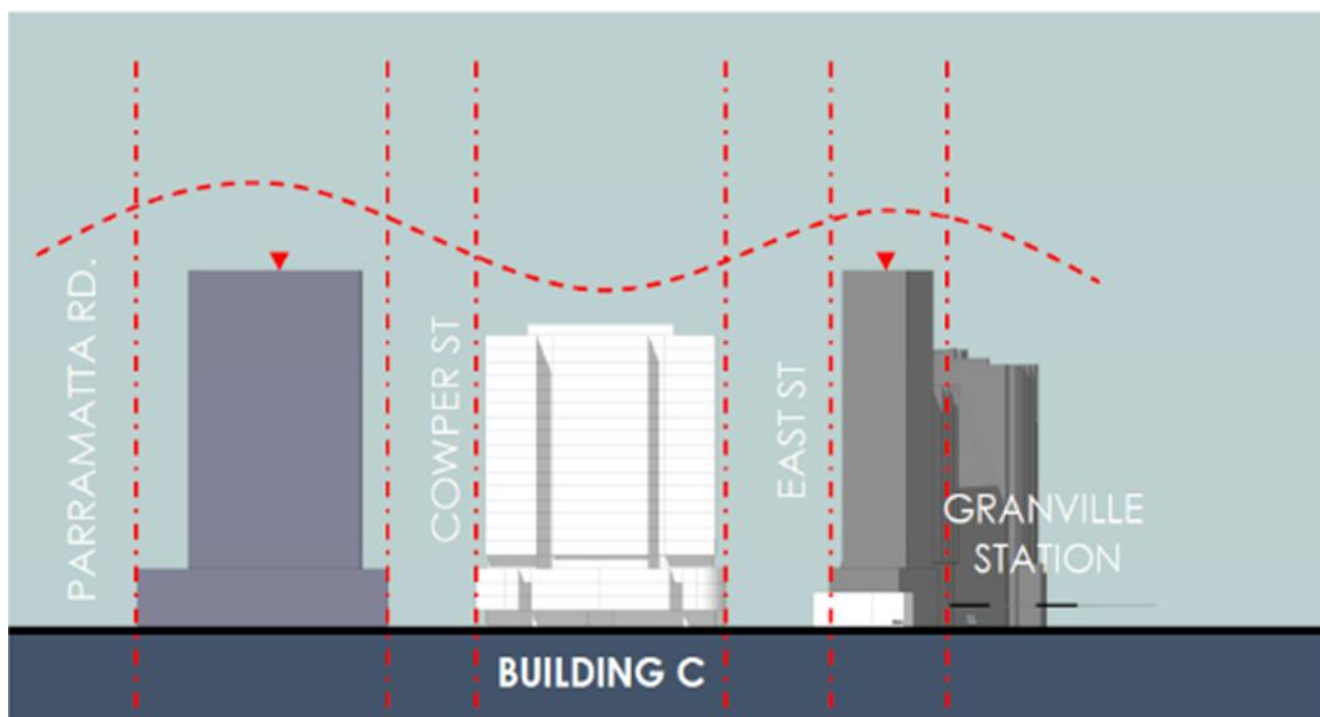 PARRAMATTA RD.
COWPER ST
EAST ST
GRANVILLE
STATION
BUILDING C